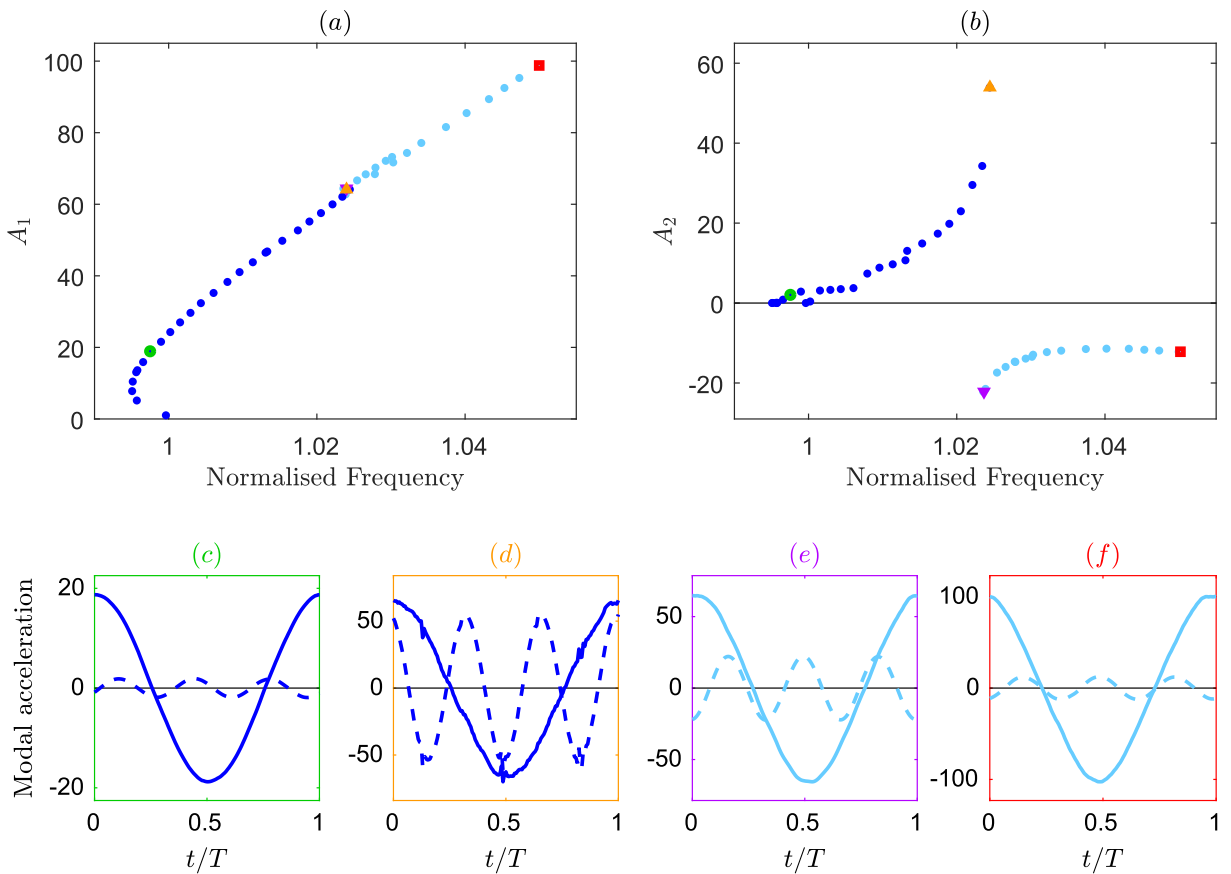 (a)
(b)
100
80
60
40
20
0
A1
1
1.02
1.04
Normalised Frequency
60
40
20
0
-20
A2
1
1.02
1.04
Normalised Frequency
(c)
(d)
(e)
(f)
Modal acceleration
20
0
-20
50
0
-50
50
0
-50
100
0
-100
0
0.5
1
0
0.5
1
0
0.5
1
0
0.5
1
t/T
t/T
t/T
t/T